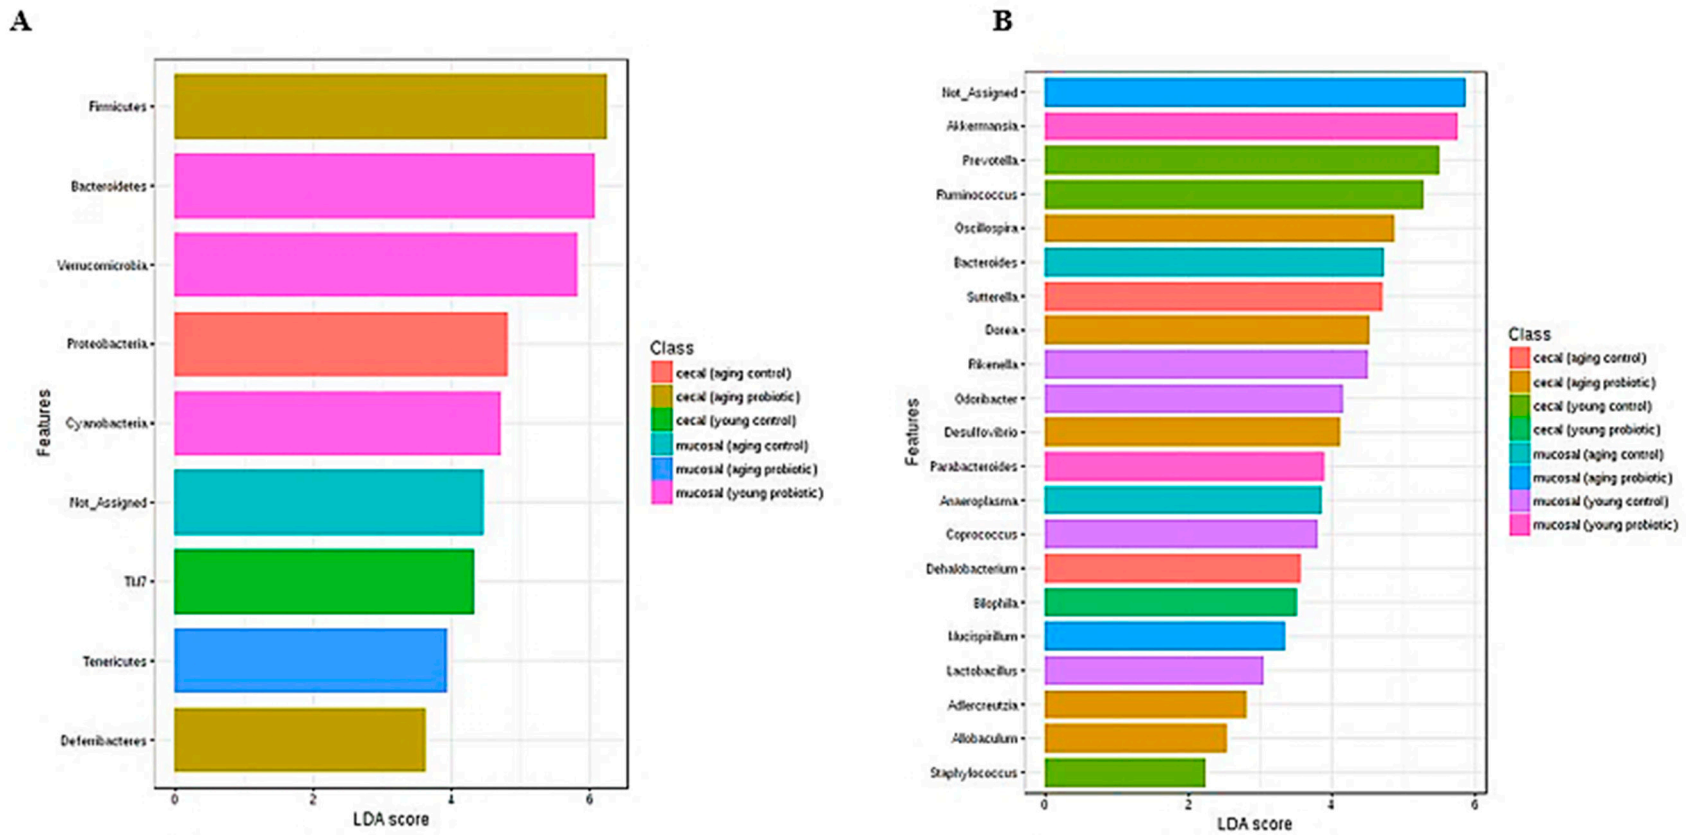 A
Firmicutes
Bacteroidetes
Verrucomicrobia
Proteobacteria
Cyanobacteria
Not_Assigned
TM7
Tenericutes
Deferribacteres
Features
0 2 4 6
LDA score
Class
cecal (aging control)
cecal (aging probiotic)
cecal (young control)
mucosal (aging control)
mucosal (aging probiotic)
mucosal (young probiotic)
B
Not_Assigned
Akkermansia
Prevotella
Ruminococcus
Oscillospira
Bacteroides
Sutterella
Dorea
Rikenella
Odoribacter
Desulfovibrio
Parabacteroides
Anaeroplasma
Coprococcus
Dehalobacterium
Bilophila
Mucispirillum
Lactobacillus
Adlercreutzia
Allobaculum
Staphylococcus
Features
0 2 4 6
LDA score
Class
cecal (aging control)
cecal (aging probiotic)
cecal (young control)
cecal (young probiotic)
mucosal (aging control)
mucosal (aging probiotic)
mucosal (young control)
mucosal (young probiotic)